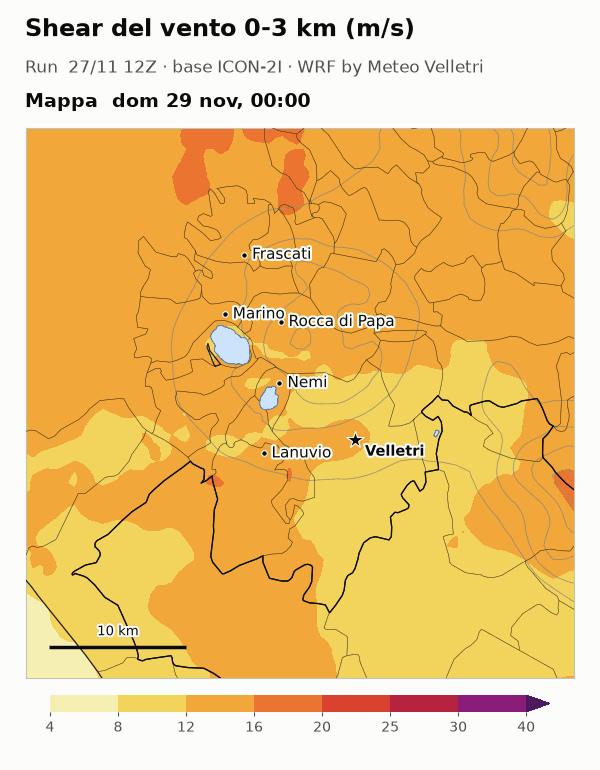 Shear del vento 0-3 km (m/s)
Run 27/11 12Z · base ICON-2I · WRF by Meteo Velletri
Mappa dom 29 nov, 00:00
Frascati
Marino
Rocca di Papa
Nemi
Velletri
Lanuvio
10 km
4 8 12 16 20 25 30 40